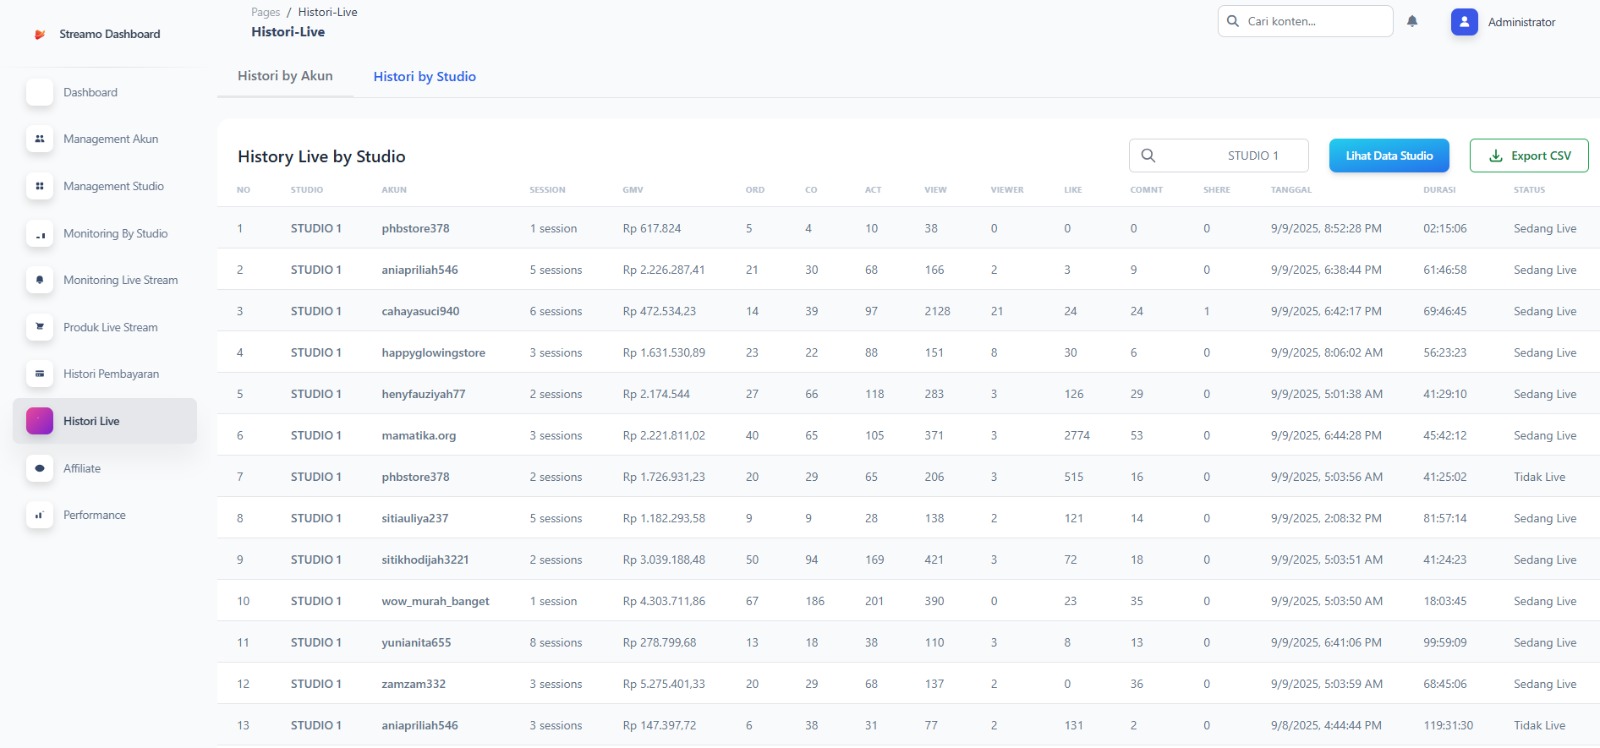 Streamo Dashboard
Dashboard
Management Akun
Management Studio
Monitoring By Studio
Monitoring Live Stream
Produk Live Stream
Histori Pembayaran
Histori Live
Affiliate
Performance
Pages / Histori-Live
Histori-Live
Cari konten...
Administrator
Histori by Akun Histori by Studio
History Live by Studio STUDIO 1 Lihat Data Studio Export CSV
NO STUDIO AKUN SESSION GMV ORD CO ACT VIEW VIEWER LIKE COMNT SHERE TANGGAL DURASI STATUS
1 STUDIO 1 phbstore378 1 session Rp 617.824 5 4 10 38 0 0 0 0 9/9/2025, 8:52:28 PM 02:15:06 Sedang Live
2 STUDIO 1 aniapriliah546 5 sessions Rp 2.226.287,41 21 30 68 166 2 3 9 0 9/9/2025, 6:38:44 PM 61:46:58 Sedang Live
3 STUDIO 1 cahayasuci940 6 sessions Rp 472.534,23 14 39 97 2128 21 24 24 1 9/9/2025, 6:42:17 PM 69:46:45 Sedang Live
4 STUDIO 1 happyglowingstore 3 sessions Rp 1.631.530,89 23 22 88 151 8 30 6 0 9/9/2025, 8:06:02 AM 56:23:23 Sedang Live
5 STUDIO 1 henyfauziyah77 2 sessions Rp 2.174.544 27 66 118 283 3 126 29 0 9/9/2025, 5:01:38 AM 41:29:10 Sedang Live
6 STUDIO 1 mamatika.org 3 sessions Rp 2.221.811,02 40 65 105 371 3 2774 53 0 9/9/2025, 6:44:28 PM 45:42:12 Sedang Live
7 STUDIO 1 phbstore378 2 sessions Rp 1.726.931,23 20 29 65 206 3 515 16 0 9/9/2025, 5:03:56 AM 41:25:02 Tidak Live
8 STUDIO 1 sitiauliya237 5 sessions Rp 1.182.293,58 9 9 28 138 2 121 14 0 9/9/2025, 2:08:32 PM 81:57:14 Sedang Live
9 STUDIO 1 sitikhodijah3221 2 sessions Rp 3.039.188,48 50 94 169 421 3 72 18 0 9/9/2025, 5:03:51 AM 41:24:23 Sedang Live
10 STUDIO 1 wow_murah_banget 1 session Rp 4.303.711,86 67 186 201 390 0 23 35 0 9/9/2025, 5:03:50 AM 18:03:45 Sedang Live
11 STUDIO 1 yunianita655 8 sessions Rp 278.799,68 13 18 38 110 3 8 13 0 9/9/2025, 6:41:06 PM 99:59:09 Sedang Live
12 STUDIO 1 zamzam332 3 sessions Rp 5.275.401,33 20 29 68 137 2 0 36 0 9/9/2025, 5:03:59 AM 68:45:06 Sedang Live
13 STUDIO 1 aniapriliah546 3 sessions Rp 147.397,72 6 38 31 77 2 131 2 0 9/8/2025, 4:44:44 PM 119:31:30 Tidak Live